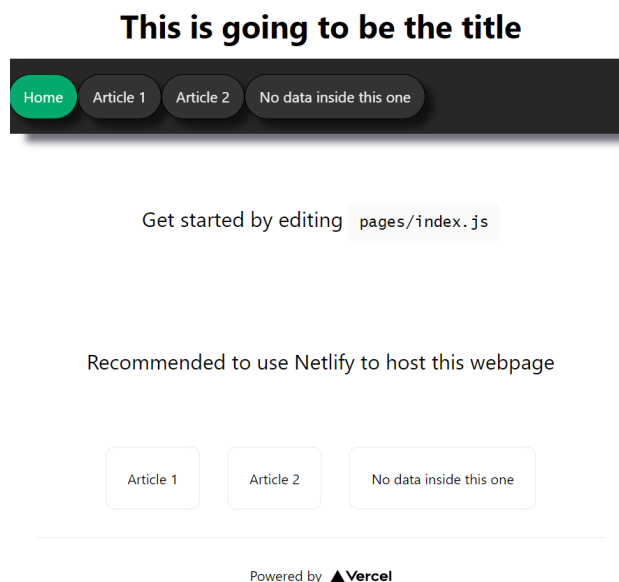 This is going to be the title
Home Article 1 Article 2 No data inside this one
Get started by editing pages/index.js
Recommended to use Netlify to host this webpage
Article 1 Article 2 No data inside this one
Powered by Vercel